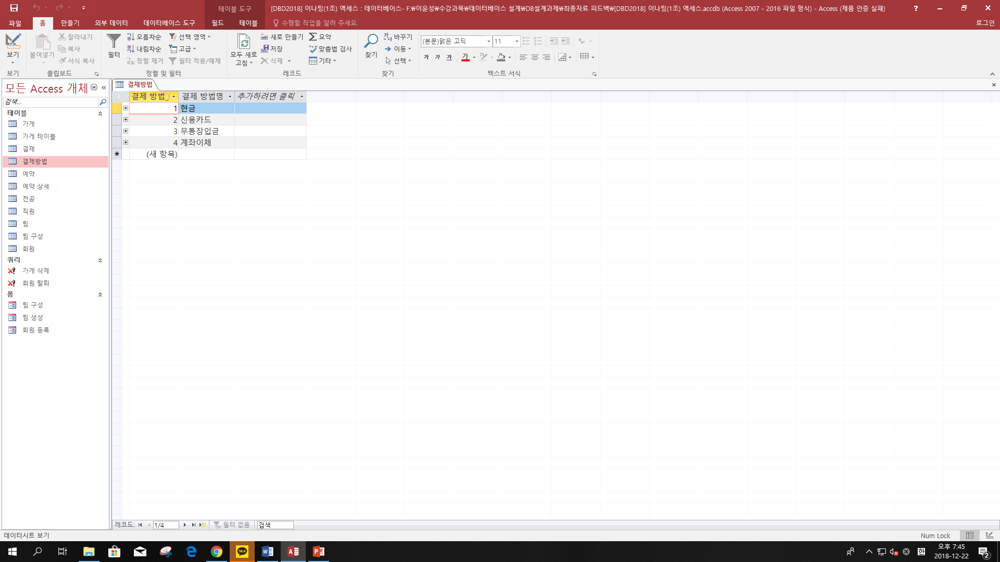 테이블 도구
[DBD2018] 이나팅(1조) 액세스 : 데이터베이스- F:₩이윤성₩수강과목₩데이터베이스 설계₩DB설계과제₩최종자료 피드백₩[DBD2018] 이나팅(1조) 액세스.accdb (Access 2007 - 2016 파일 형식) - Access (제품 인증 실패)
?
파일 홈 만들기 외부 데이터 데이터베이스 도구 필드 테이블 수행할 작업을 알려 주세요. 로그인
보기
보기
붙여넣기
잘라내기
복사
서식 복사
클립보드
필터
오름차순
내림차순
정렬 제거
선택 영역
고급
필터 적용/해제
정렬 및 필터
모두 새로
고침
새로 만들기
저장
삭제
요약
맞춤법 검사
기타
레코드
찾기
바꾸기
이동
선택
찾기
(본문)맑은 고딕 11
가 가 가 가
텍스트 서식
모든 Access 개체
검색...
테이블
가게
가게 테이블
결제
결제방법
예약
예약 상세
전공
직원
팀
팀 구성
회원
쿼리
가게 삭제
회원 탈퇴
폼
팀 구성
팀 생성
회원 등록
결제방법
결제 방법_ 결제 방법명 추가하려면 클릭
1 현금
2 신용카드
3 무통장입금
4 계좌이체
(새 항목)
레코드: 1/4 필터 없음 검색
데이터시트 보기
Num Lock
TALK
한
오후 7:45
2018-12-22
2